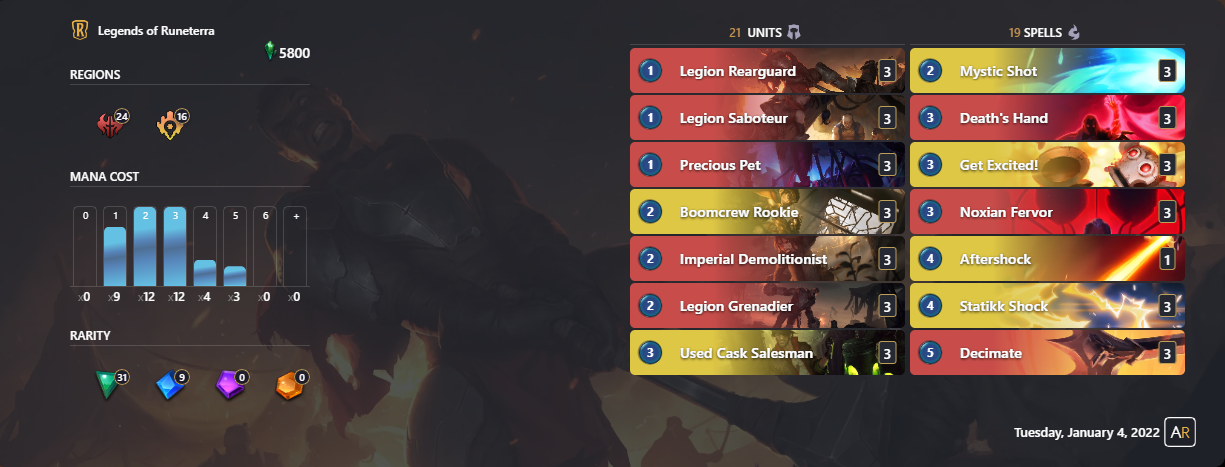 R Legends of Runeterra
5800
REGIONS
24 16
MANA COST
0 1 2 3 4 5 6 +
x0 x9 x12 x12 x4 x3 x0 x0
RARITY
31 9 0 0
21 UNITS
1 Legion Rearguard 3
1 Legion Saboteur 3
1 Precious Pet 3
2 Boomcrew Rookie 3
2 Imperial Demolitionist 3
2 Legion Grenadier 3
3 Used Cask Salesman 3
19 SPELLS
2 Mystic Shot 3
3 Death's Hand 3
3 Get Excited! 3
3 Noxian Fervor 3
4 Aftershock 1
4 Statikk Shock 3
5 Decimate 3
Tuesday, January 4, 2022 AR